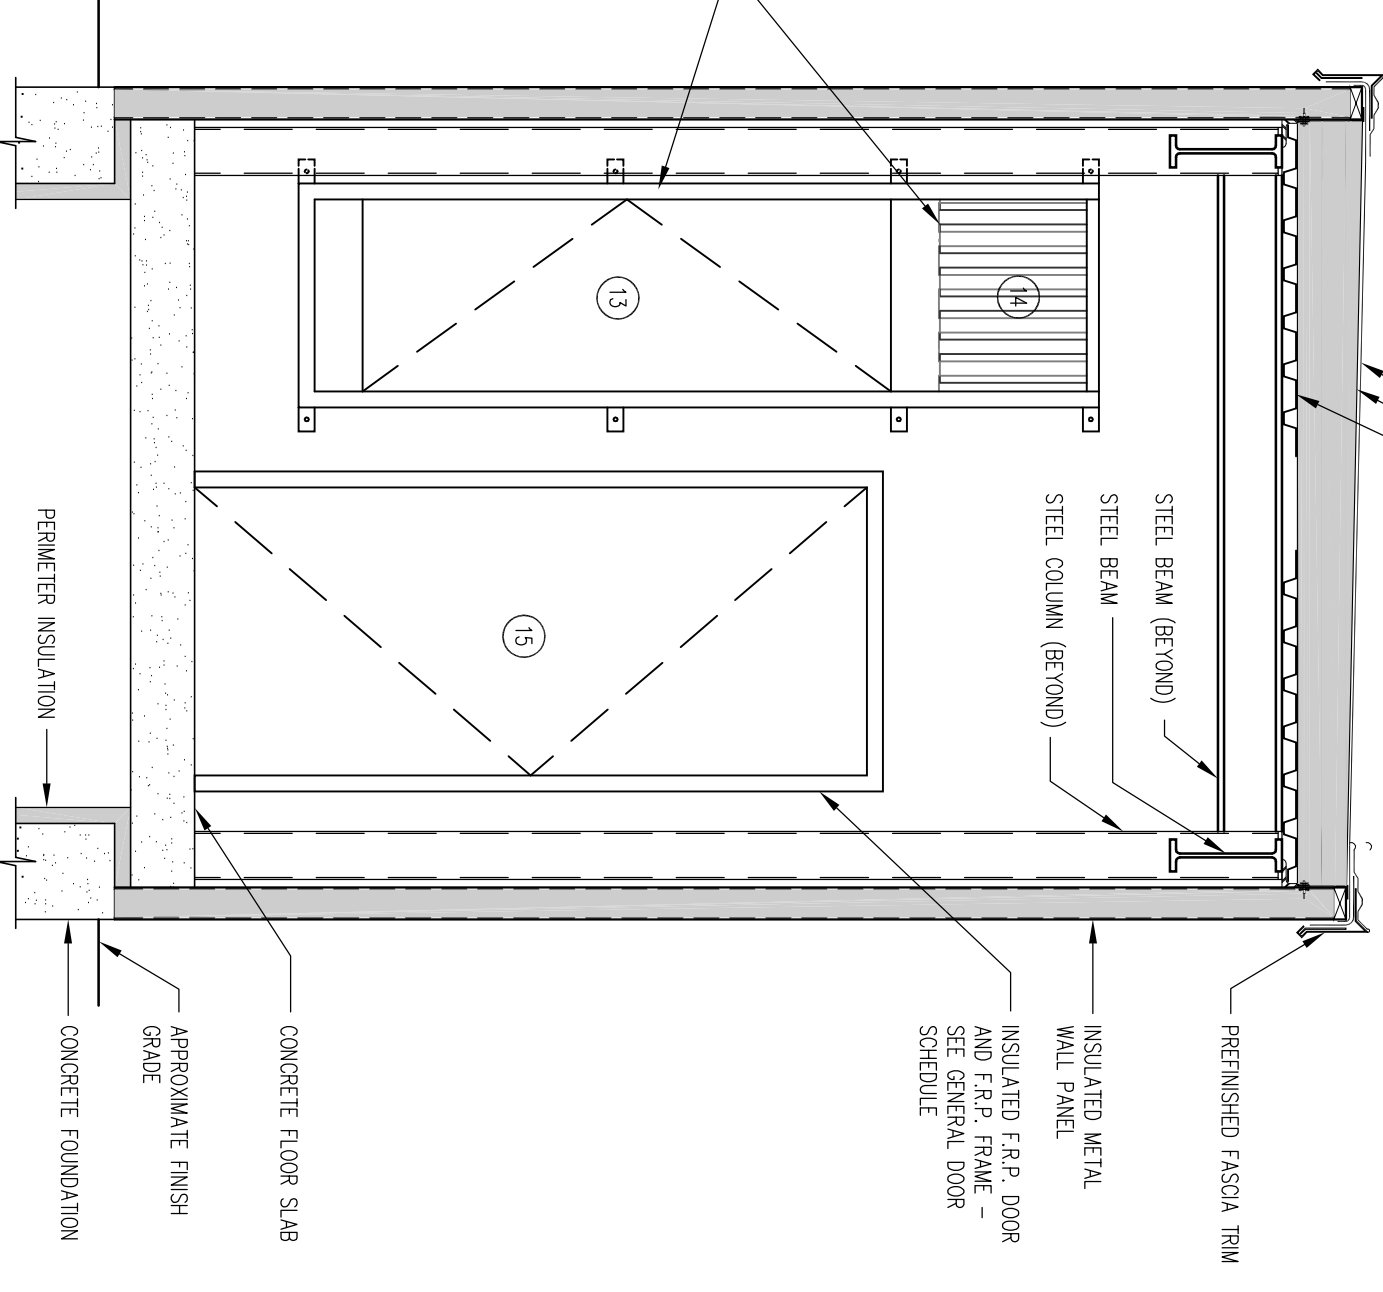 STEEL BEAM (BEYOND)
STEEL BEAM
STEEL COLUMN (BEYOND)
14
13
15
PERIMETER INSULATION
PREFINISHED FASCIA TRIM
INSULATED METAL
WALL PANEL
INSULATED F.R.P. DOOR
AND F.R.P. FRAME -
SEE GENERAL DOOR
SCHEDULE
CONCRETE FLOOR SLAB
APPROXIMATE FINISH
GRADE
CONCRETE FOUNDATION